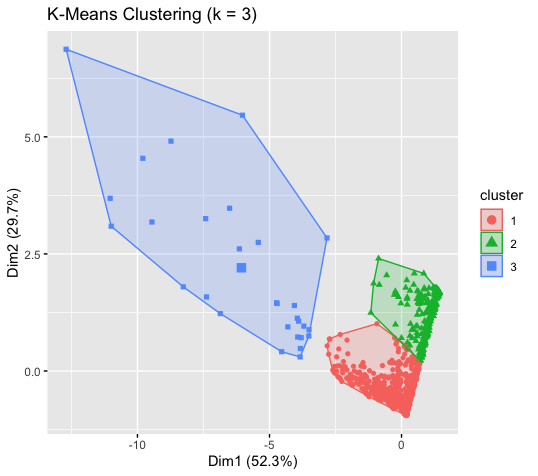 K-Means Clustering (k = 3)
5.0
2.5
0.0
Dim2 (29.7%)
-10
-5
0
Dim1 (52.3%)
cluster
1
2
3